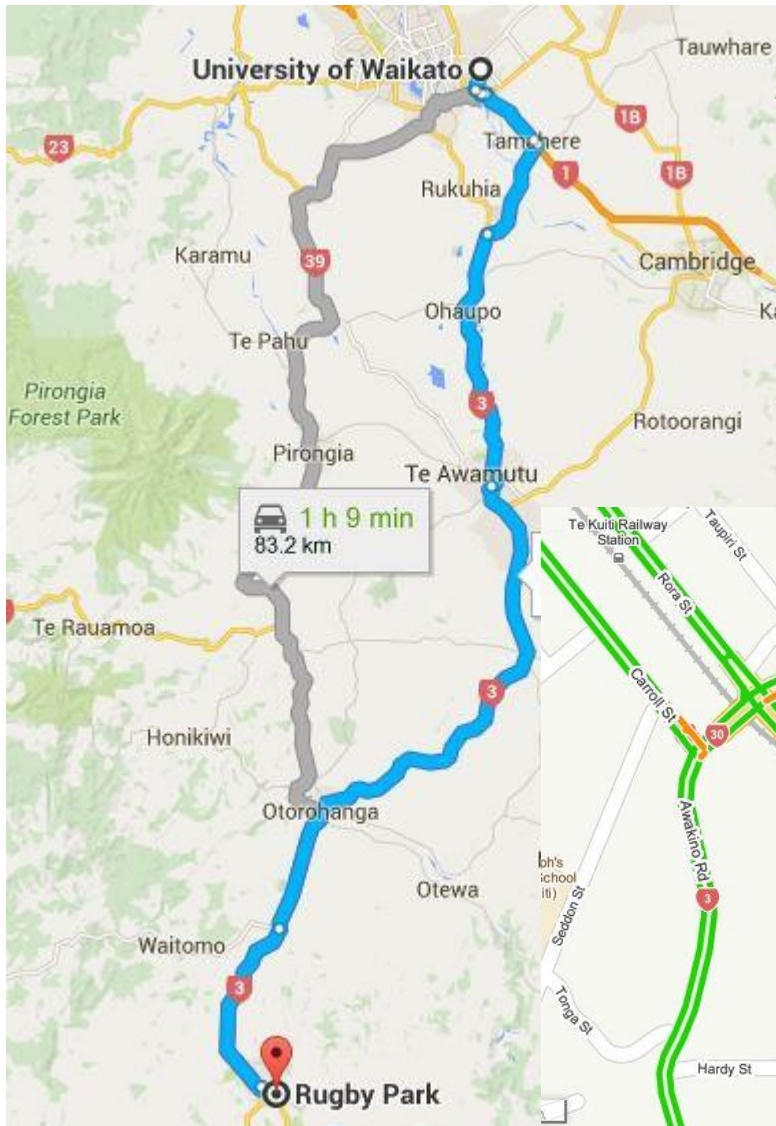 Tauwhare
University of Waikato
23
1B
Tamahere
1
1B
Rukuhia
Karamu
39
Cambridge
Ohaupo
Te Pahu
3
Pirongia
Forest Park
Rotoorangi
Pirongia
Te Awamutu
1 h 9 min
83.2 km
Te Rauamoa
3
Honikiwi
Otorohanga
Otewa
Waitomo
3
Rugby Park
Te Kuiti Railway
Station
Taupiri St
Rora St
Carroll St
30
Awakino Rd
3
Seddon St
School
Tonga St
Hardy St